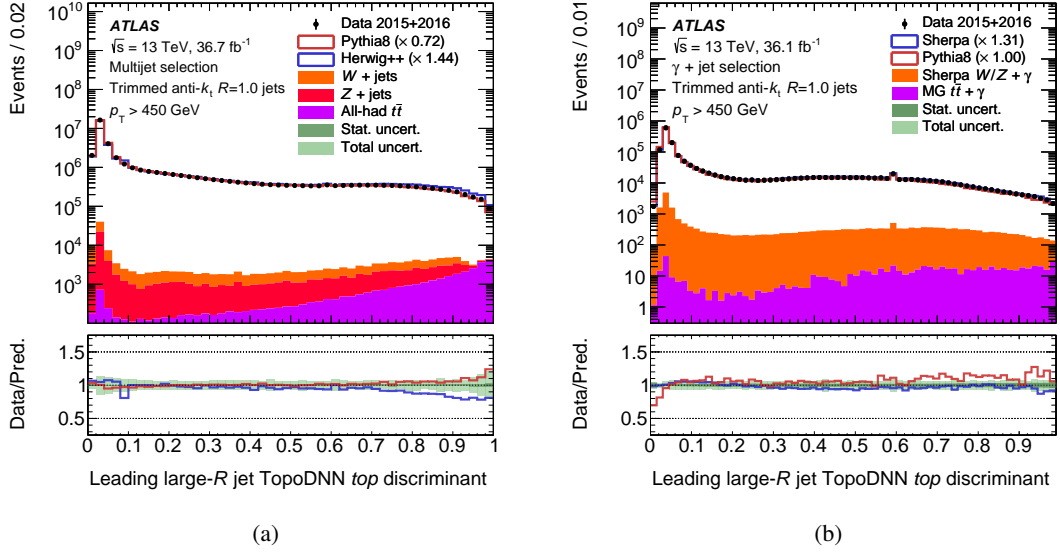 Events / 0.02
10¹⁰
10⁹
10⁸
10⁷
10⁶
10⁵
10⁴
10³
ATLAS
√s = 13 TeV, 36.7 fb⁻¹
Multijet selection
Trimmed anti-kₜ R=1.0 jets
p_T > 450 GeV
Data 2015+2016
Pythia8 (× 0.72)
Herwig++ (× 1.44)
W + jets
Z + jets
All-had tt̄
Stat. uncert.
Total uncert.
Data/Pred.
1.5
1
0.5
0 0.1 0.2 0.3 0.4 0.5 0.6 0.7 0.8 0.9 1
Leading large-R jet TopoDNN top discriminant
(a)
Events / 0.01
10⁹
10⁸
10⁷
10⁶
10⁵
10⁴
10³
10²
10
1
ATLAS
√s = 13 TeV, 36.1 fb⁻¹
γ + jet selection
Trimmed anti-kₜ R=1.0 jets
p_T > 450 GeV
Data 2015+2016
Sherpa (× 1.31)
Pythia8 (× 1.00)
Sherpa W/Z + γ
MG tt̄ + γ
Stat. uncert.
Total uncert.
Data/Pred.
1.5
1
0.5
0 0.1 0.2 0.3 0.4 0.5 0.6 0.7 0.8 0.9
Leading large-R jet TopoDNN top discriminant
(b)